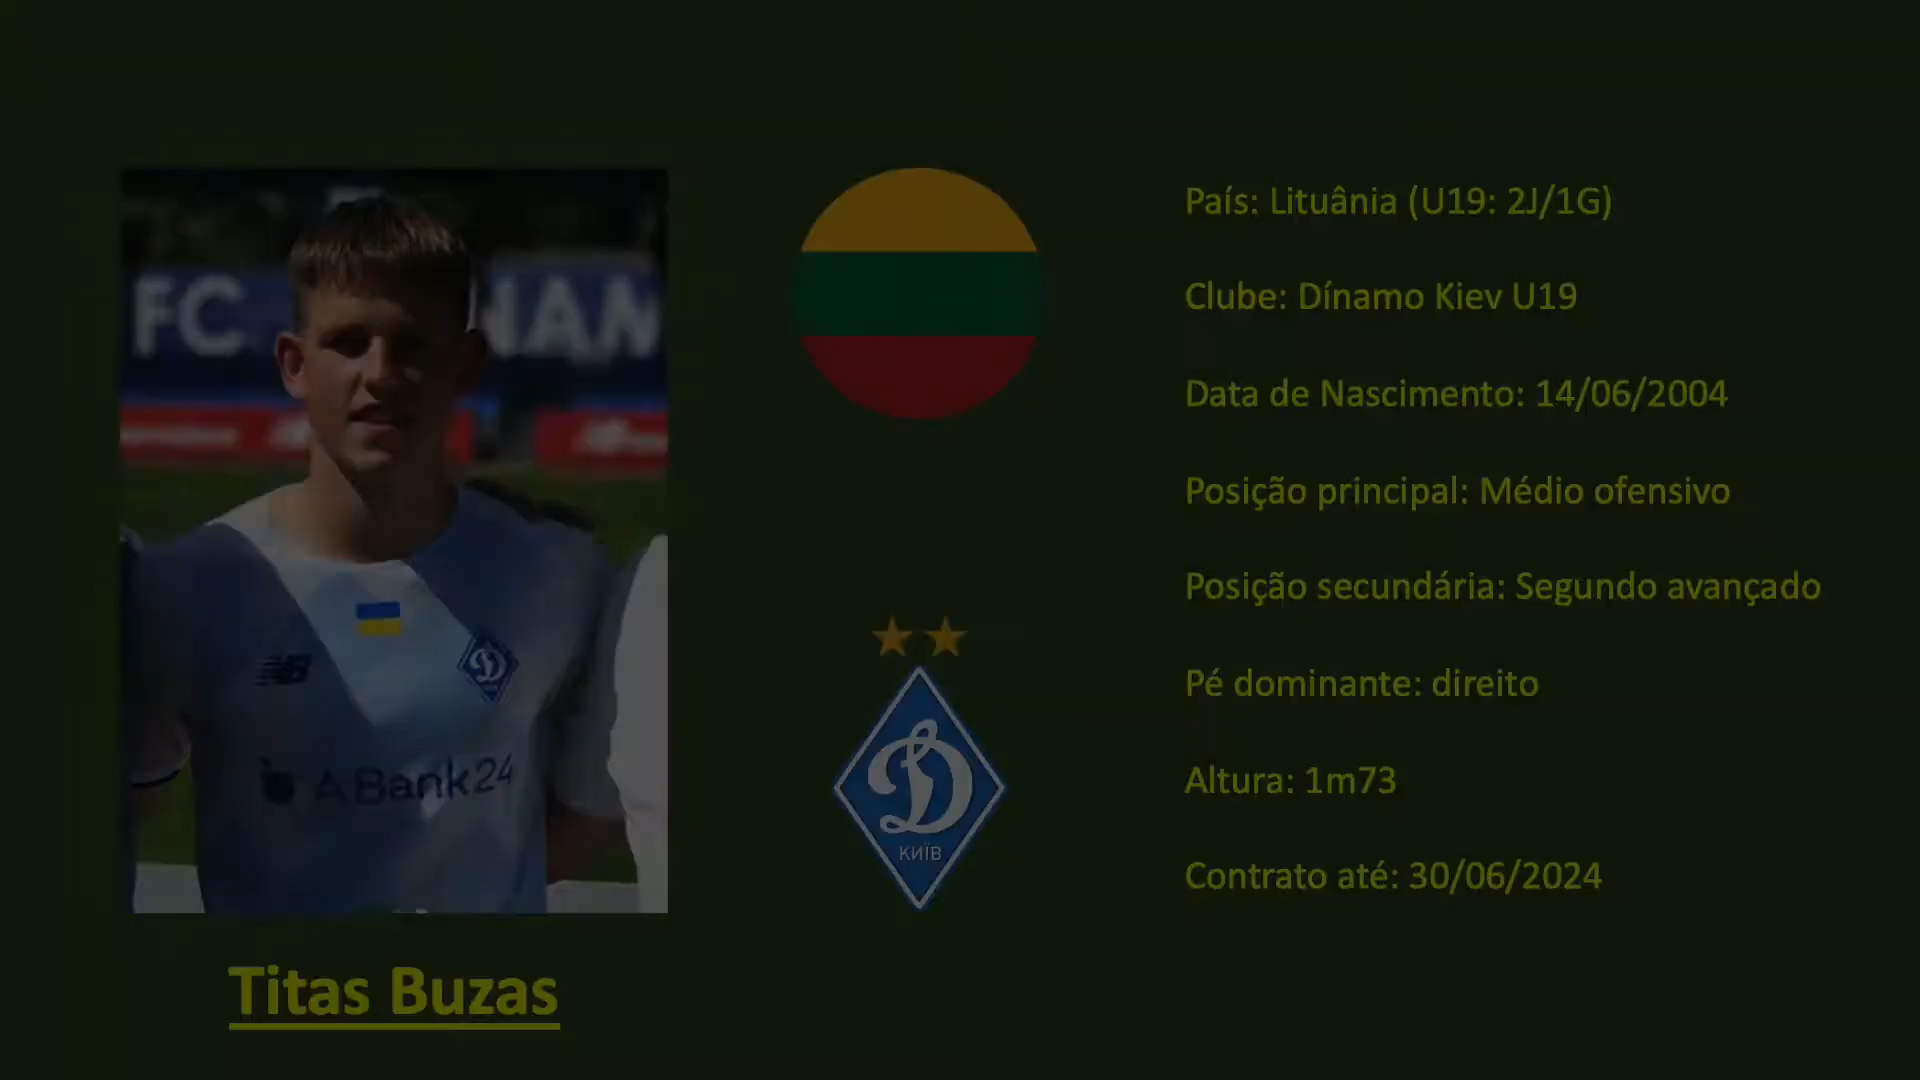 FC
NAM
ABank24
Titas Buzas
КИЇВ
País: Lituânia (U19: 2J/1G)
Clube: Dínamo Kiev U19
Data de Nascimento: 14/06/2004
Posição principal: Médio ofensivo
Posição secundária: Segundo avançado
Pé dominante: direito
Altura: 1m73
Contrato até: 30/06/2024